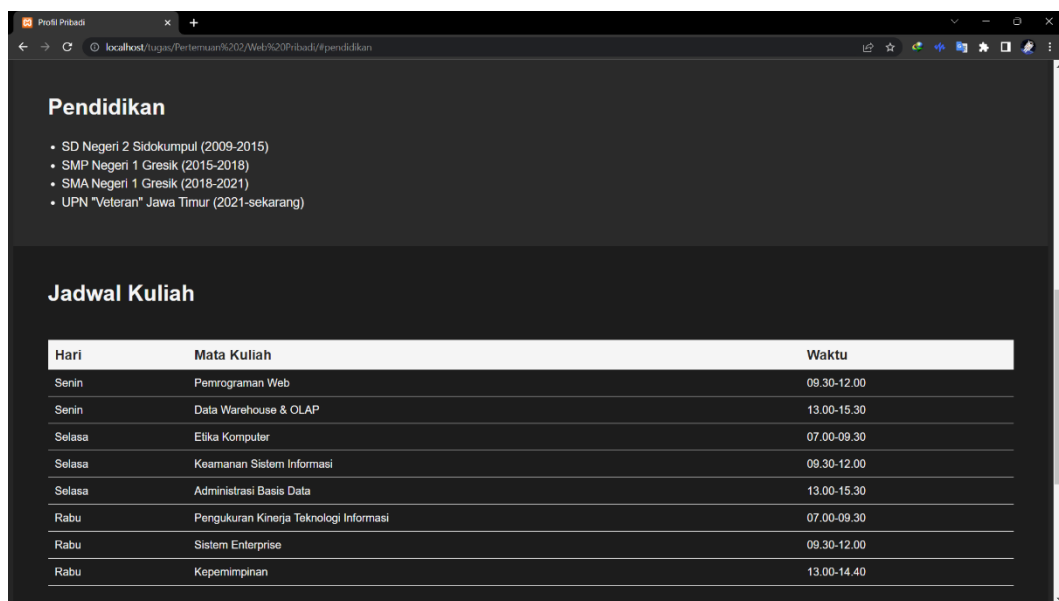 Profil Pribadi
localhost/tugas/Pertemuan%202/Web%20Pribadi/#pendidikan
Pendidikan
• SD Negeri 2 Sidokumpul (2009-2015)
• SMP Negeri 1 Gresik (2015-2018)
• SMA Negeri 1 Gresik (2018-2021)
• UPN "Veteran" Jawa Timur (2021-sekarang)
Jadwal Kuliah
Hari Mata Kuliah Waktu
Senin Pemrograman Web 09.30-12.00
Senin Data Warehouse & OLAP 13.00-15.30
Selasa Etika Komputer 07.00-09.30
Selasa Keamanan Sistem Informasi 09.30-12.00
Selasa Administrasi Basis Data 13.00-15.30
Rabu Pengukuran Kinerja Teknologi Informasi 07.00-09.30
Rabu Sistem Enterprise 09.30-12.00
Rabu Kepemimpinan 13.00-14.40